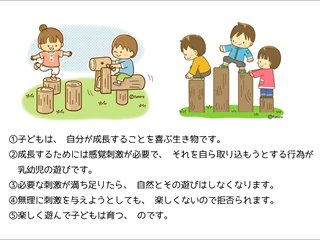 ①子どもは、 自分が成長することを喜ぶ生き物です。
②成長するためには感覚刺激が必要で、 それを自ら取り込もうとする行為が
乳幼児の遊びです。
③必要な刺激が満ち足りたら、 自然とその遊びはしなくなります。
④無理に刺激を与えようとしても、 楽しくないので拒否されます。
⑤楽しく遊んで子どもは育つ、 のです。